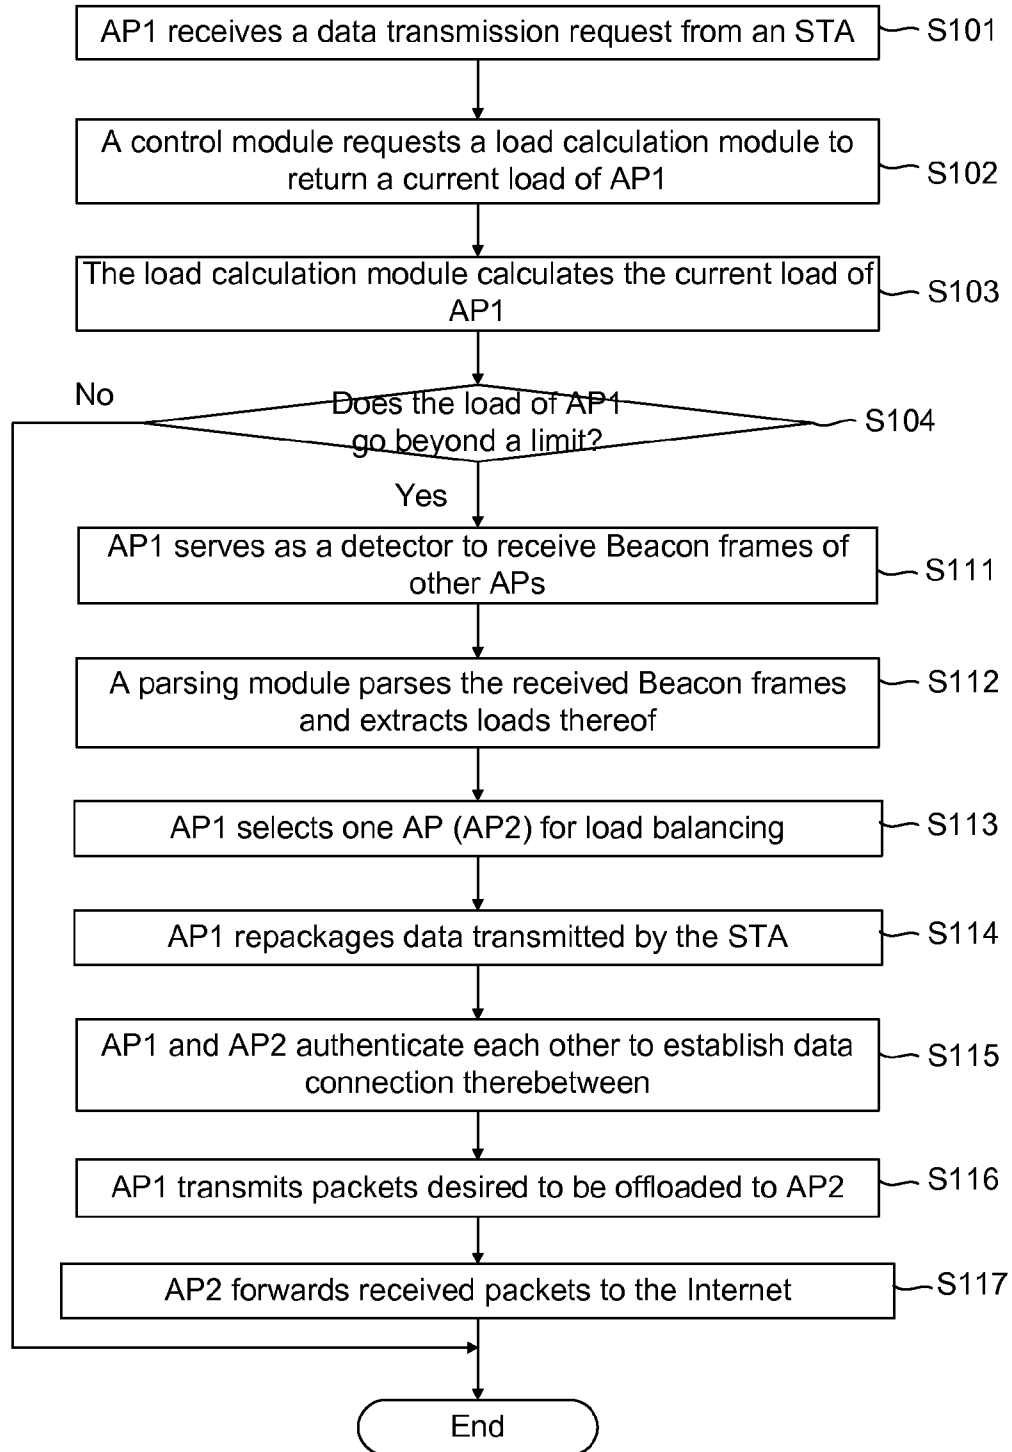 AP1 receives a data transmission request from an STA
S101
A control module requests a load calculation module to
return a current load of AP1
S102
The load calculation module calculates the current load of
AP1
S103
No
Does the load of AP1
go beyond a limit?
S104
Yes
AP1 serves as a detector to receive Beacon frames of
other APs
S111
A parsing module parses the received Beacon frames
and extracts loads thereof
S112
AP1 selects one AP (AP2) for load balancing
S113
AP1 repackages data transmitted by the STA
S114
AP1 and AP2 authenticate each other to establish data
connection therebetween
S115
AP1 transmits packets desired to be offloaded to AP2
S116
AP2 forwards received packets to the Internet
S117
End